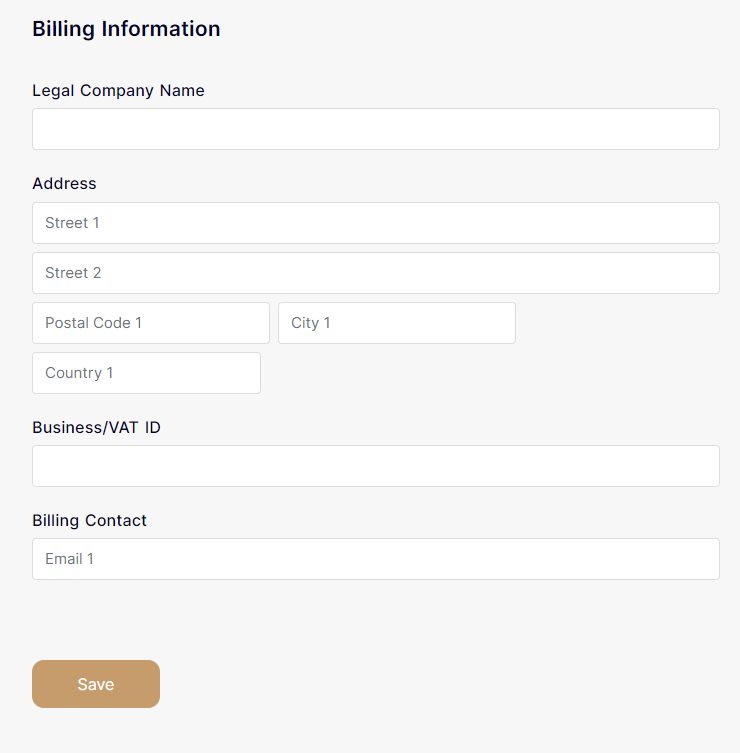 Billing Information
Legal Company Name
Address
Street 1
Street 2
Postal Code 1 City 1
Country 1
Business/VAT ID
Billing Contact
Email 1
Save